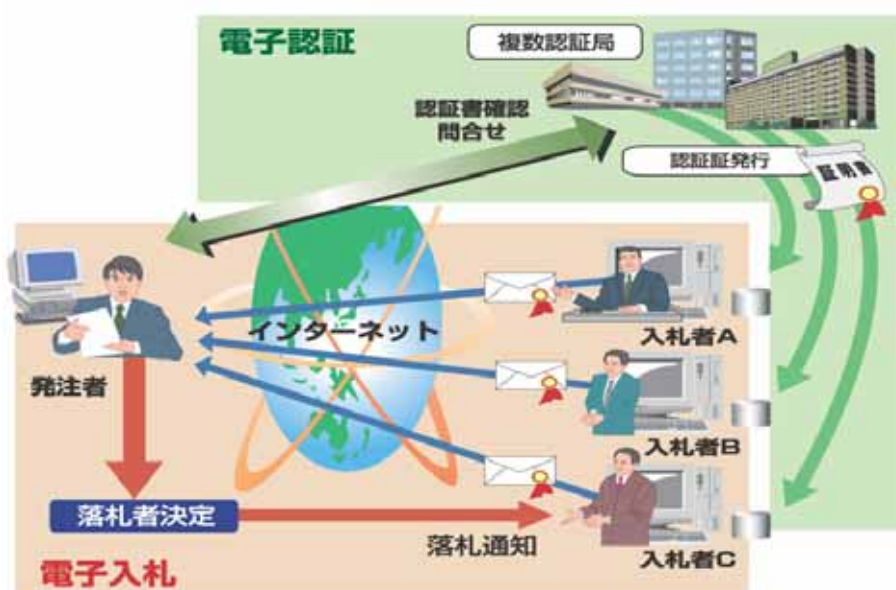 電子認証
複数認証局
認証書確認
問合せ
認証証発行
証明書
インターネット
発注者
入札者A
入札者B
入札者C
落札者決定
落札通知
電子入札